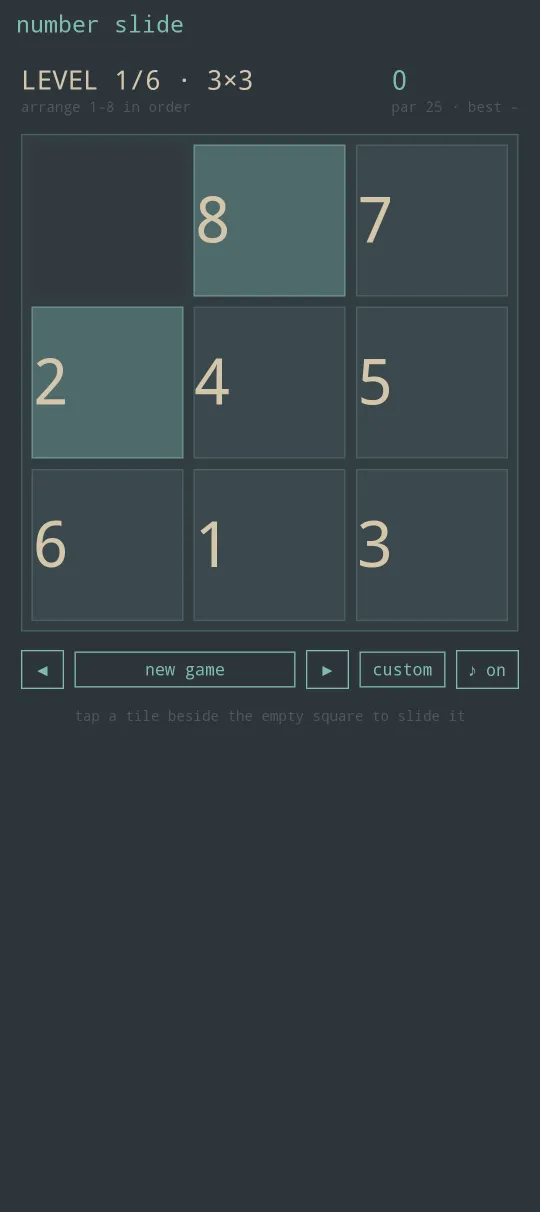 number slide
LEVEL 1/6 · 3×3
0
arrange 1–8 in order
par 25 · best –
8 7
2 4 5
6 1 3
◀ new game ▶ custom ♪ on
tap a tile beside the empty square to slide it